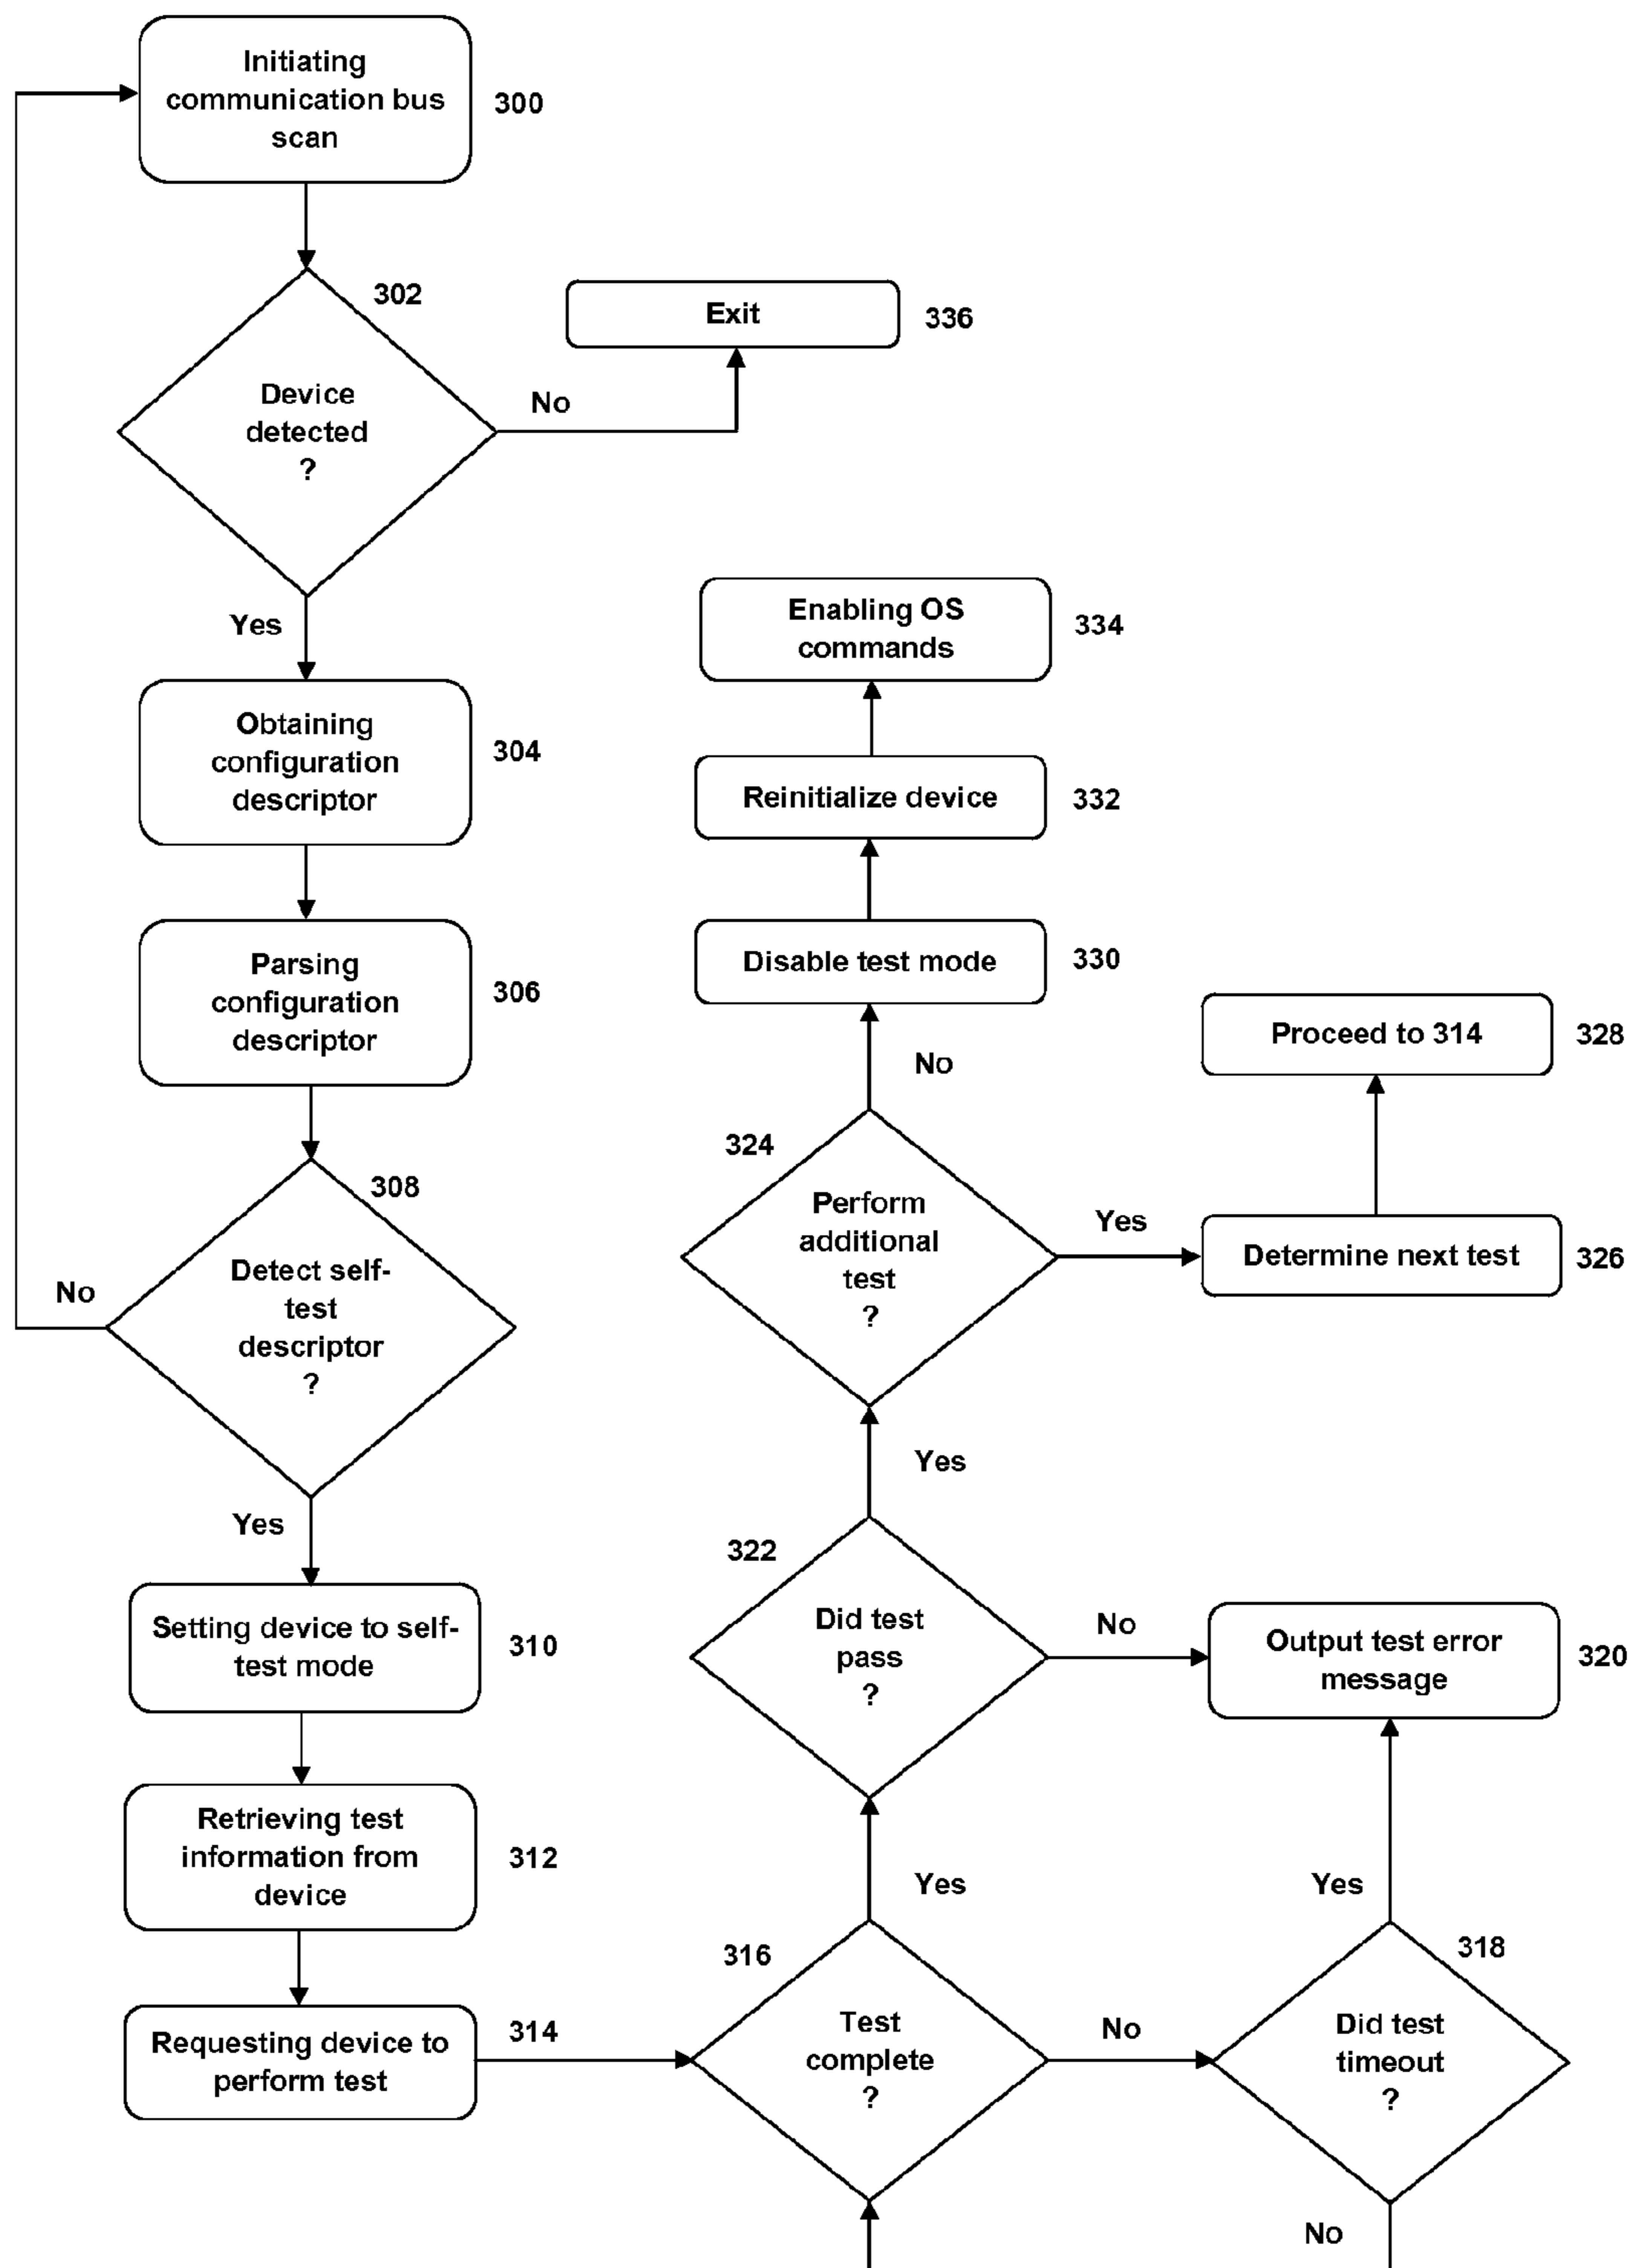 Initiating
communication bus
scan
300
302
Device
detected
?
No
Exit
336
Yes
Obtaining
configuration
descriptor
304
Parsing
configuration
descriptor
306
308
Detect self-
test
descriptor
?
No
Yes
Setting device to self-
test mode
310
Retrieving test
information from
device
312
Requesting device to
perform test
314
316
Test
complete
?
No
318
Did test
timeout
?
No
Yes
Output test error
message
320
Yes
322
Did test
pass
?
No
Yes
324
Perform
additional
test
?
Yes
Determine next test
326
Proceed to 314
328
No
Disable test mode
330
Reinitialize device
332
Enabling OS
commands
334